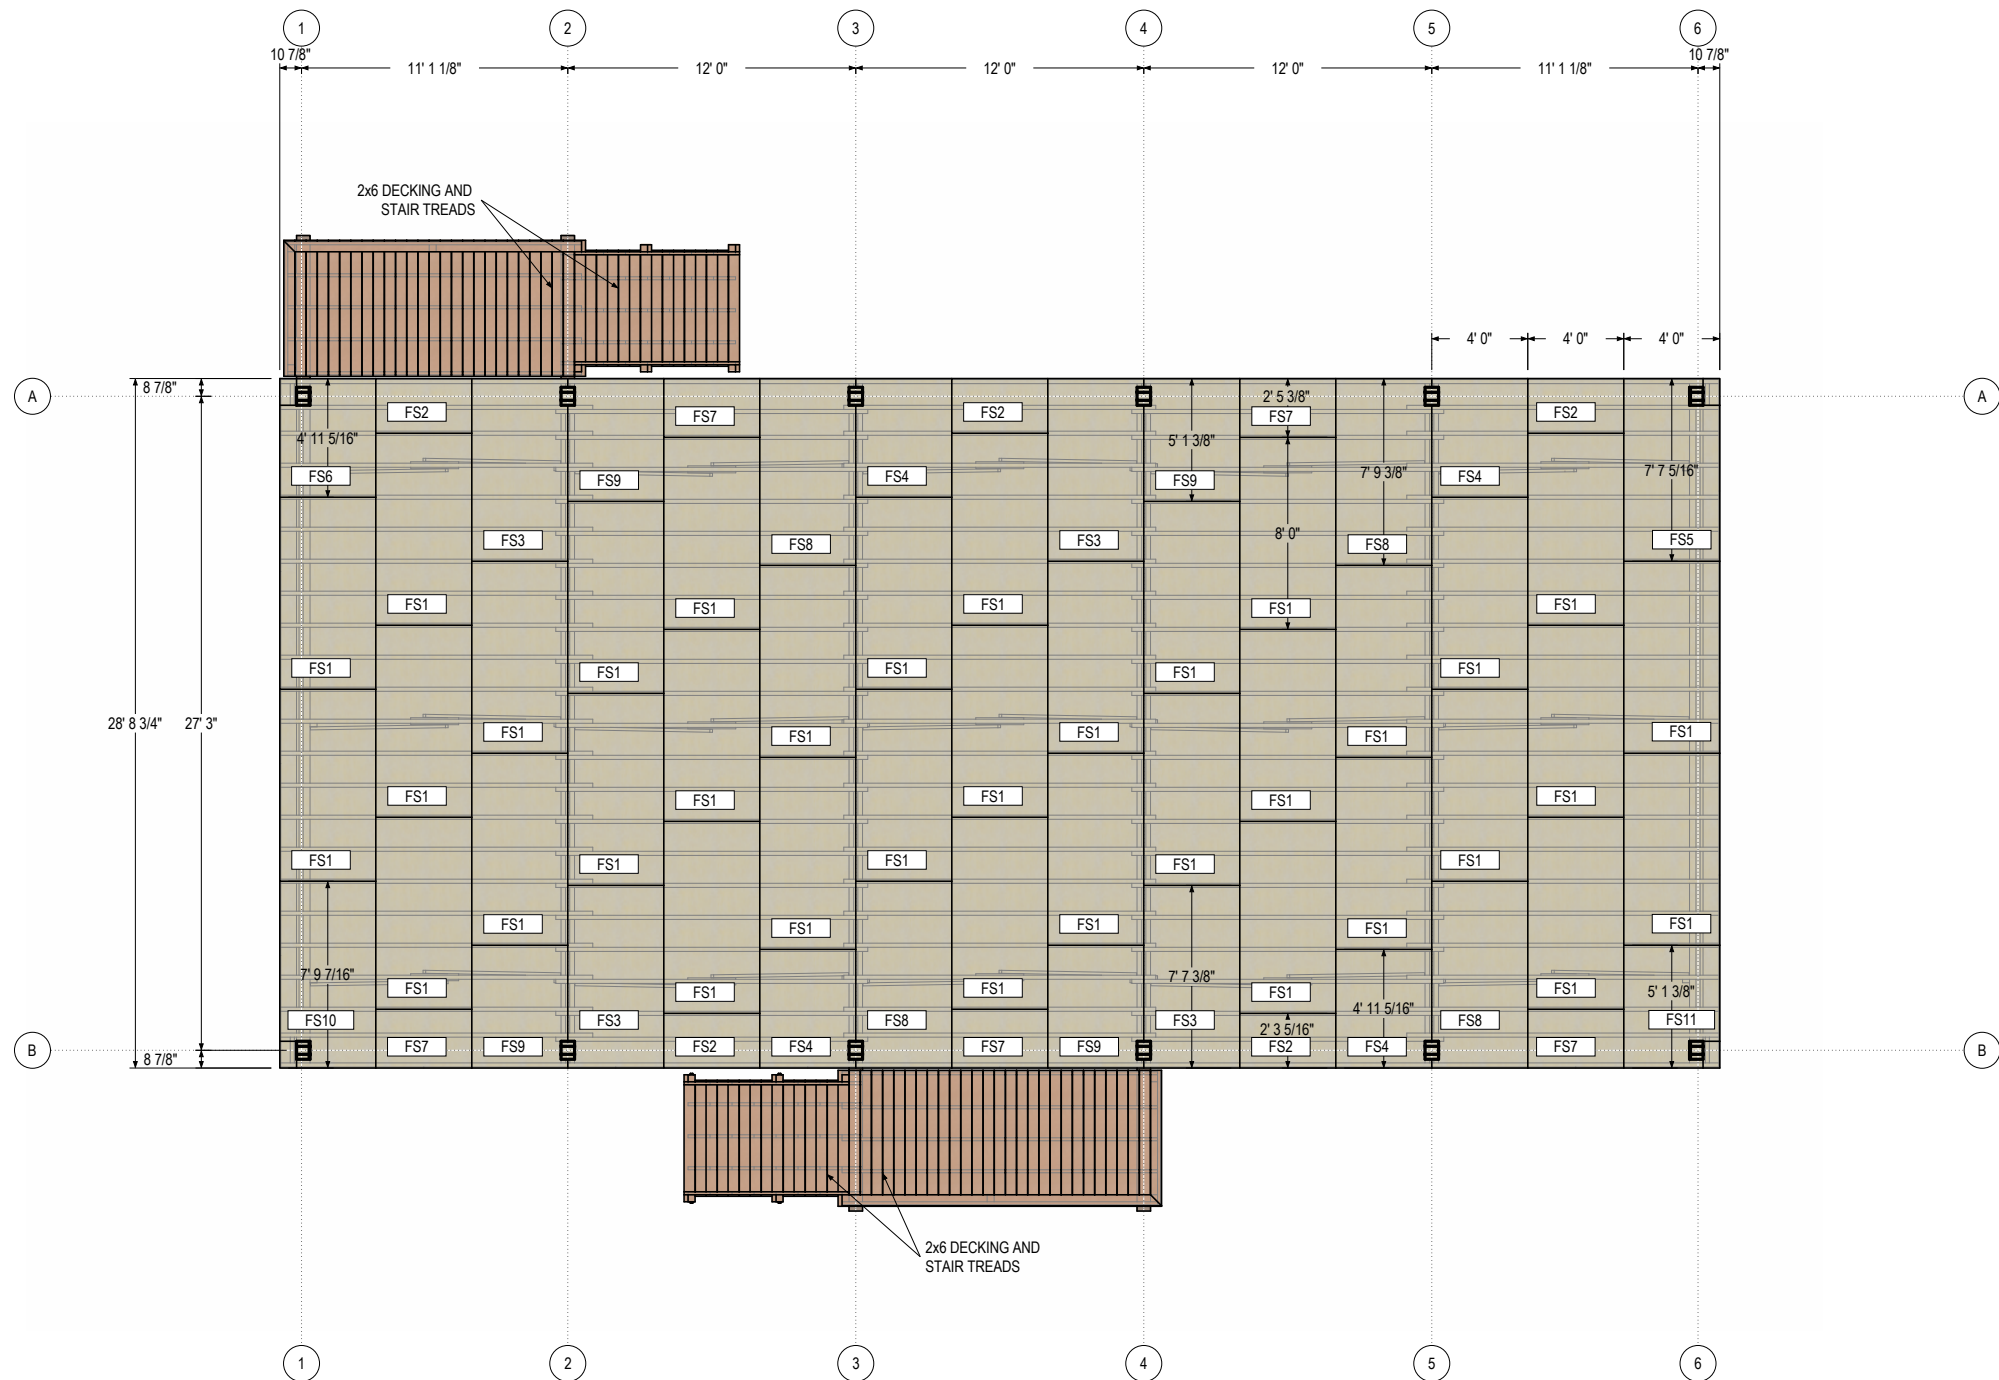 1 2 3 4 5 6
10 7/8" 10 7/8"
11' 1 1/8" 12' 0" 12' 0" 12' 0" 11' 1 1/8"
2x6 DECKING AND
STAIR TREADS
4' 0" 4' 0" 4' 0"
8 7/8"
A A
2' 5 3/8"
FS2 FS7 FS2 FS7 FS2
4' 11 5/16" 5' 1 3/8"
7' 9 3/8" 7' 7 5/16"
FS6 FS9 FS4 FS9 FS4
8' 0"
FS3 FS8 FS3 FS8 FS5
FS1 FS1 FS1 FS1 FS1
FS1 FS1 FS1 FS1 FS1
28' 8 3/4" 27' 3"
FS1 FS1 FS1 FS1 FS1
FS1 FS1 FS1 FS1 FS1
FS1 FS1 FS1 FS1 FS1
FS1 FS1 FS1 FS1 FS1
7' 9 7/16" 7' 7 3/8"
FS1 FS1 FS1 FS1 FS1
4' 11 5/16" 5' 1 3/8"
FS10 FS3 FS8 FS3 FS8 FS11
2' 3 5/16"
FS7 FS9 FS2 FS4 FS7 FS9 FS2 FS4 FS7
B B
8 7/8"
2x6 DECKING AND
STAIR TREADS
1 2 3 4 5 6